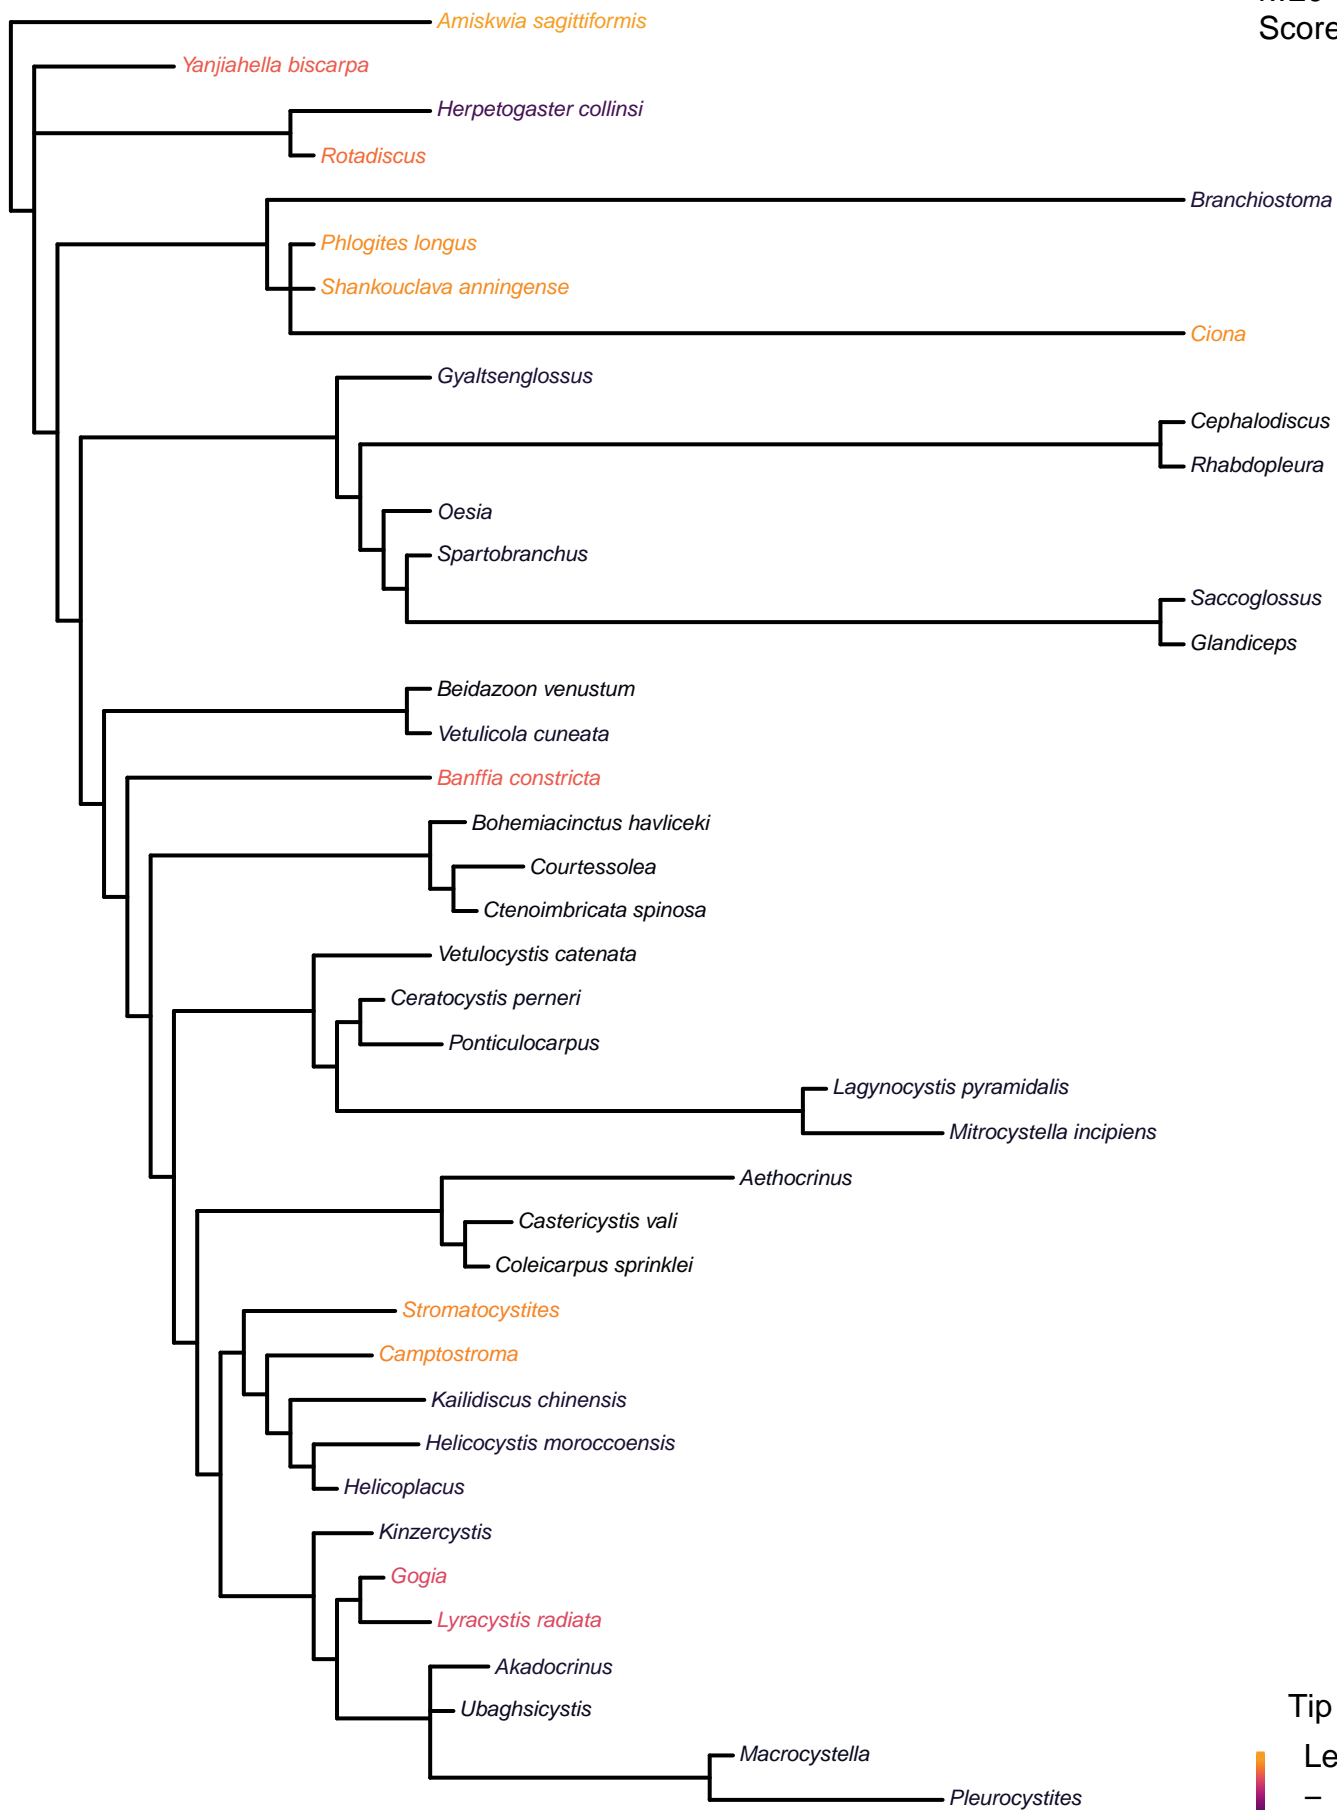 Score
Amiskwia sagittiformis
Yanjiahella biscarpa
Herpetogaster collinsi
Rotadiscus
Branchiostoma
Phlogites longus
Shankouclava anningense
Ciona
Gyaltsenglossus
Cephalodiscus
Rhabdopleura
Oesia
Spartobranchus
Saccoglossus
Glandiceps
Beidazoon venustum
Vetulicola cuneata
Banffia constricta
Bohemiacinctus havliceki
Courtessolea
Ctenoimbricata spinosa
Vetulocystis catenata
Ceratocystis perneri
Ponticulocarpus
Lagynocystis pyramidalis
Mitrocystella incipiens
Aethocrinus
Castericystis vali
Coleicarpus sprinklei
Stromatocystites
Camptostroma
Kailidiscus chinensis
Helicocystis moroccoensis
Helicoplacus
Kinzercystis
Gogia
Lyracystis radiata
Akadocrinus
Ubaghsicystis
Macrocystella
Pleurocystites
Tip
Le
–